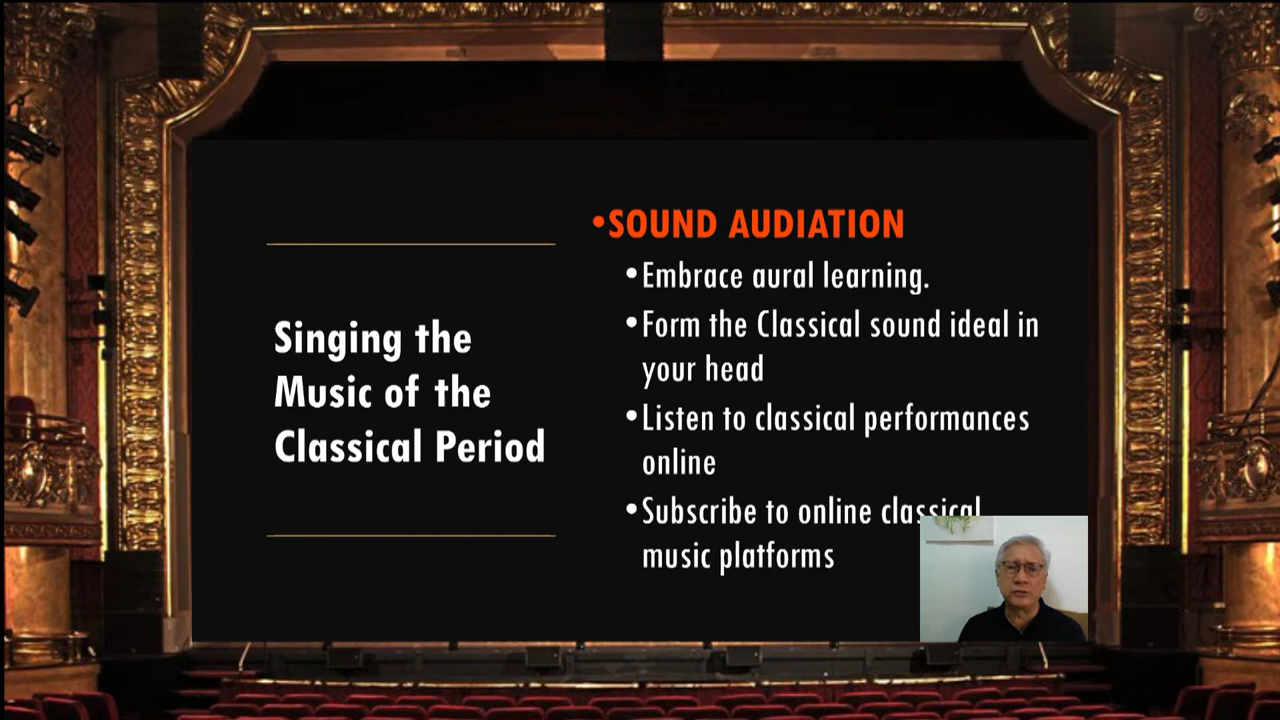 Singing the
Music of the
Classical Period
•SOUND AUDIATION
•Embrace aural learning.
•Form the Classical sound ideal in
your head
•Listen to classical performances
online
•Subscribe to online classical
music platforms